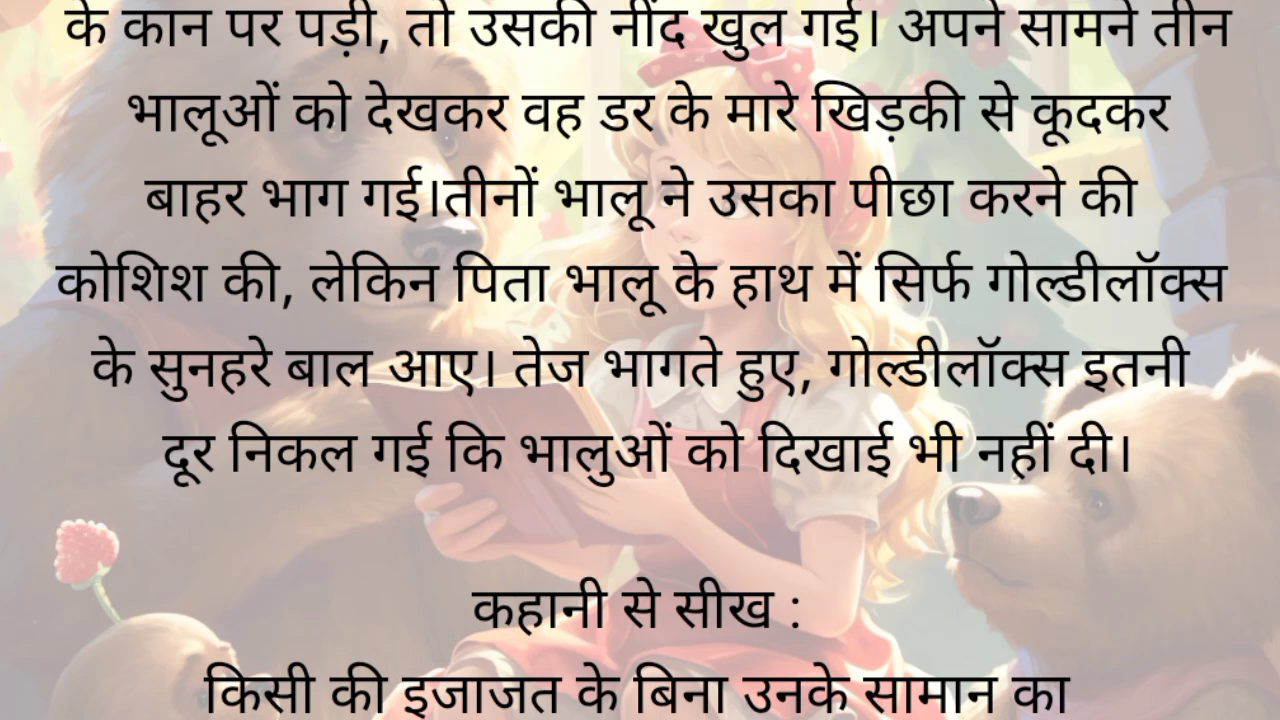 के कान पर पड़ी, तो उसकी नींद खुल गई। अपने सामने तीन
भालूओं को देखकर वह डर के मारे खिड़की से कूदकर
बाहर भाग गई।तीनों भालू ने उसका पीछा करने की
कोशिश की, लेकिन पिता भालू के हाथ में सिर्फ गोल्डीलॉक्स
के सुनहरे बाल आए। तेज भागते हुए, गोल्डीलॉक्स इतनी
दूर निकल गई कि भालुओं को दिखाई भी नहीं दी।
कहानी से सीख :
किसी की इजाजत के बिना उनके सामान का